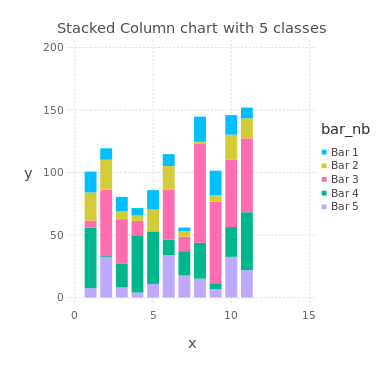 Stacked Column chart with 5 classes
200
150
100
50
0
y
0 5 10 15
x
bar_nb
Bar 1
Bar 2
Bar 3
Bar 4
Bar 5